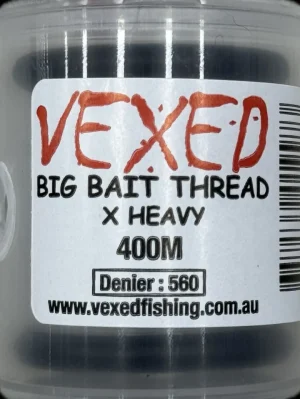 VEXED
BIG BAIT THREAD
X HEAVY
400M
Denier : 560
www.vexedfishing.com.au